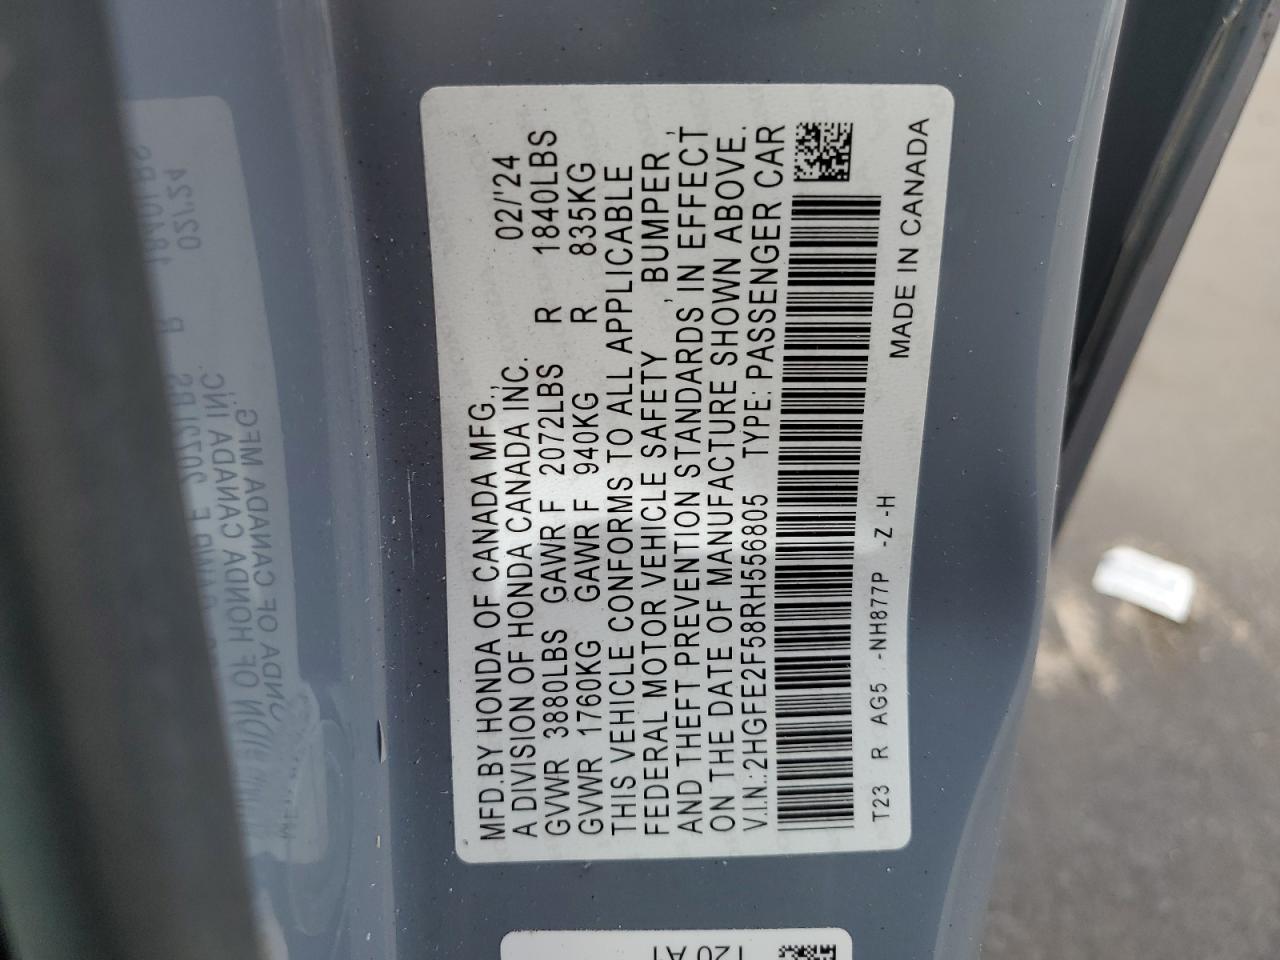 MFD.BY HONDA OF CANADA MFG.,
A DIVISION OF HONDA CANADA INC. 02/'24
GVWR 3880LBS GAWR F 2072LBS R 1840LBS
GVWR 1760KG GAWR F 940KG R 835KG
THIS VEHICLE CONFORMS TO ALL APPLICABLE
FEDERAL MOTOR VEHICLE SAFETY, BUMPER,
AND THEFT PREVENTION STANDARDS IN EFFECT
ON THE DATE OF MANUFACTURE SHOWN ABOVE.
V.I.N.:2HGFE2F58RH556805 TYPE: PASSENGER CAR
T23 R AG5 -NH877P -Z -H
MADE IN CANADA